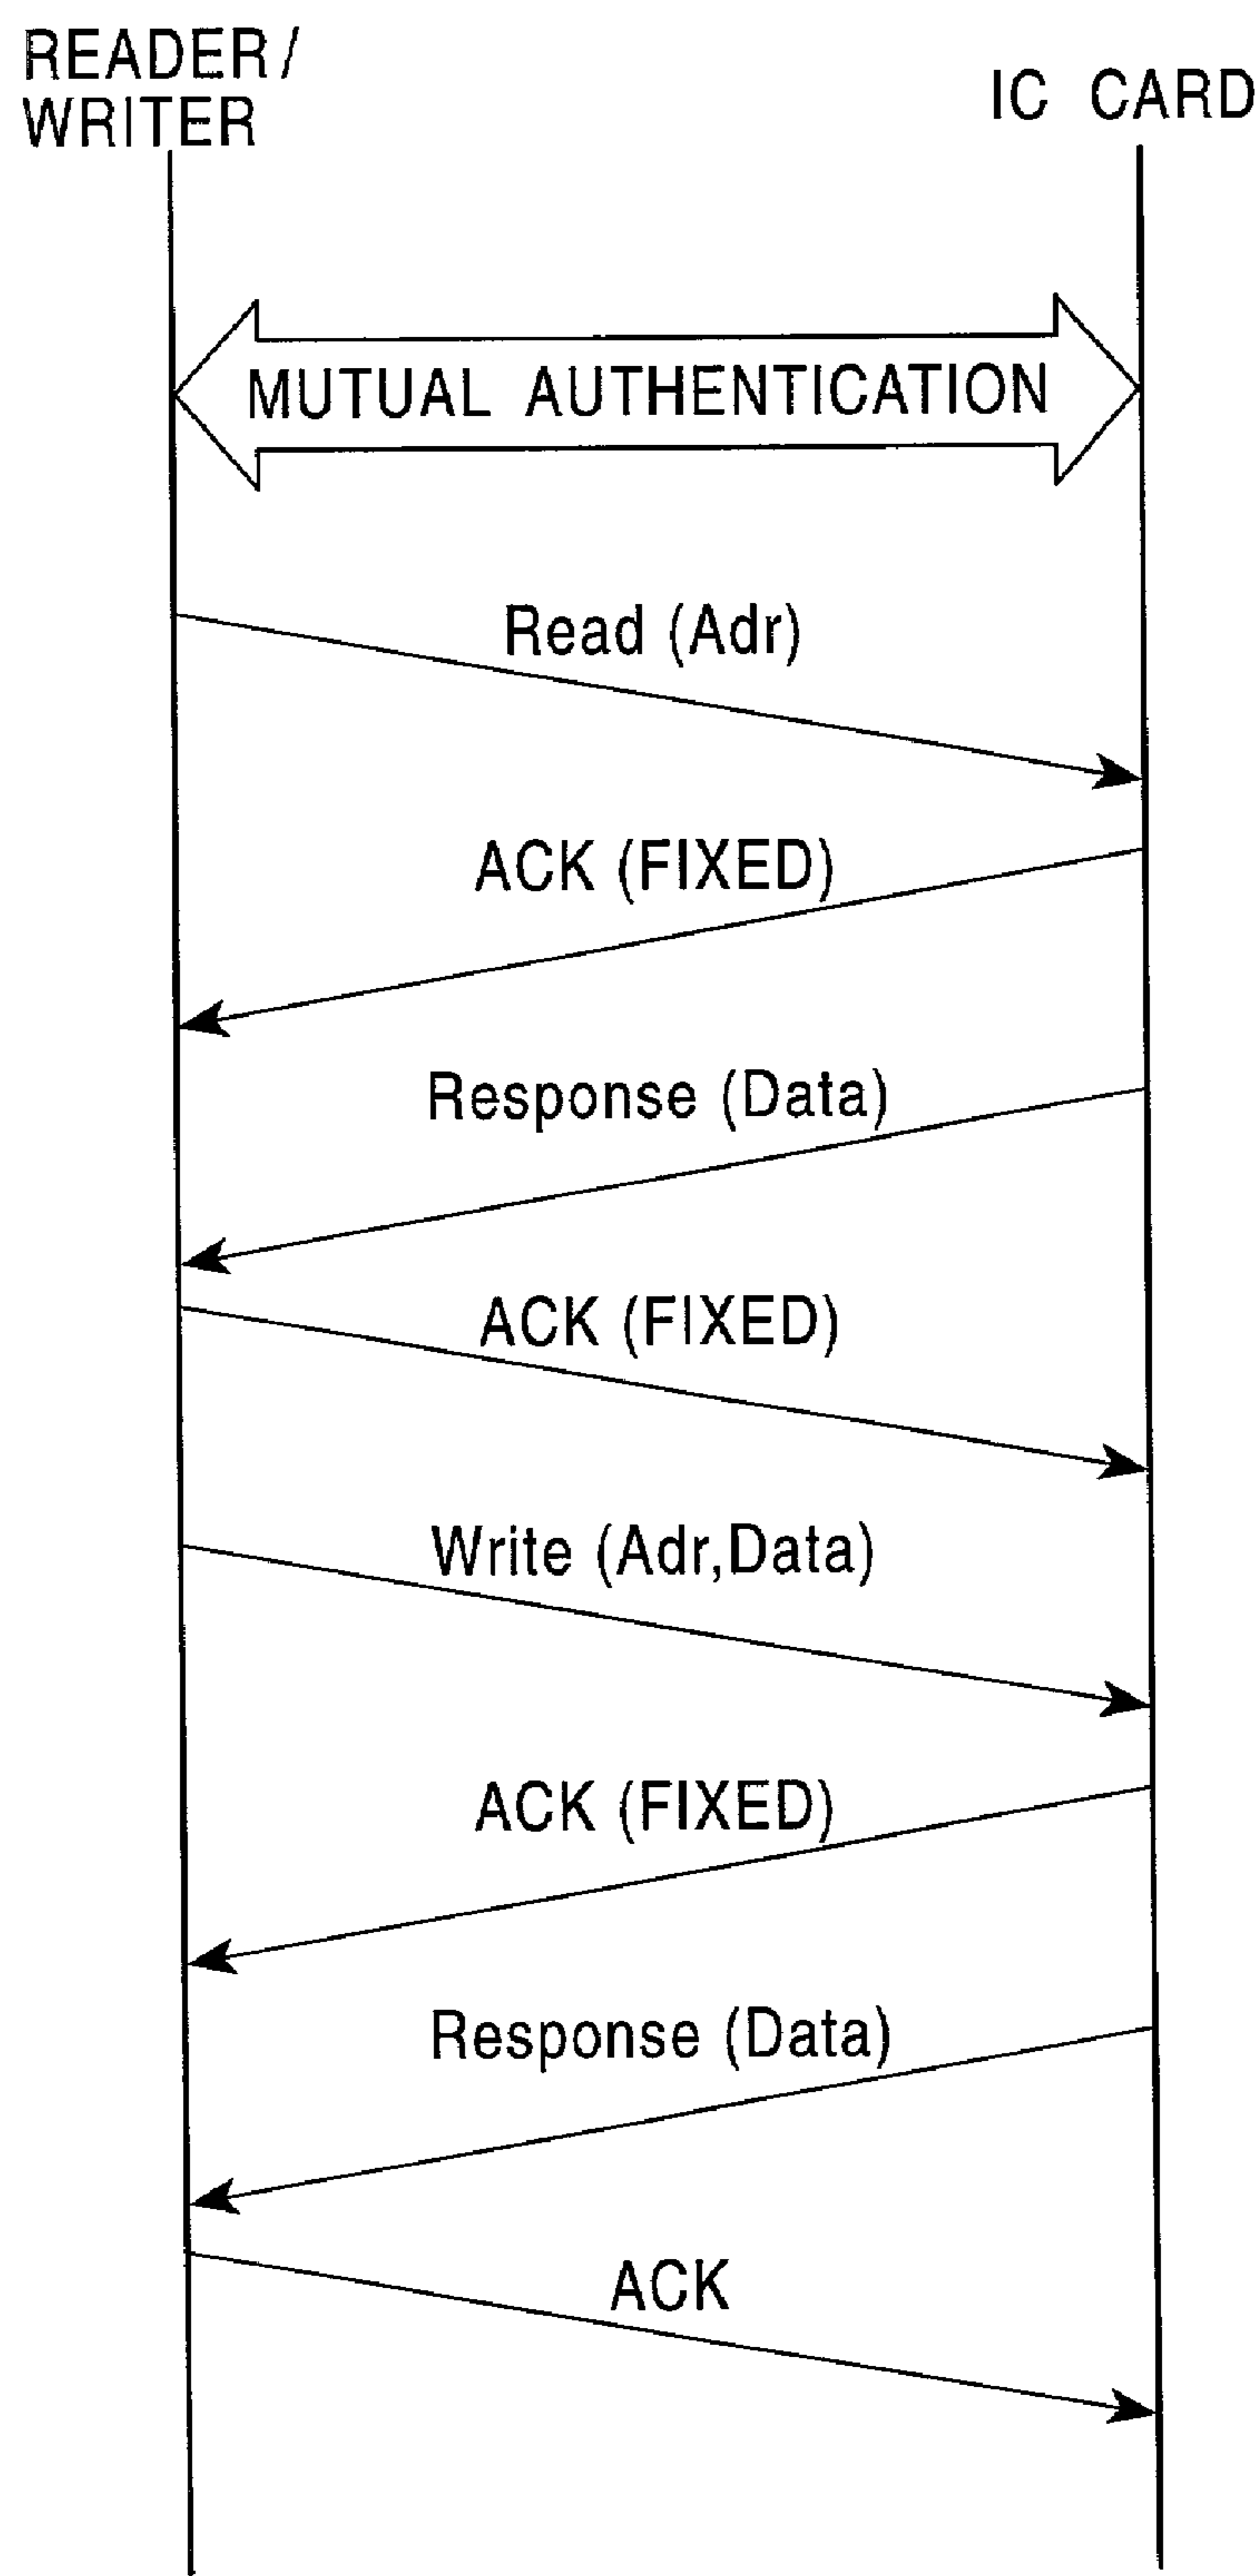 READER/
WRITER
IC CARD
MUTUAL AUTHENTICATION
Read (Adr)
ACK (FIXED)
Response (Data)
ACK (FIXED)
Write (Adr,Data)
ACK (FIXED)
Response (Data)
ACK